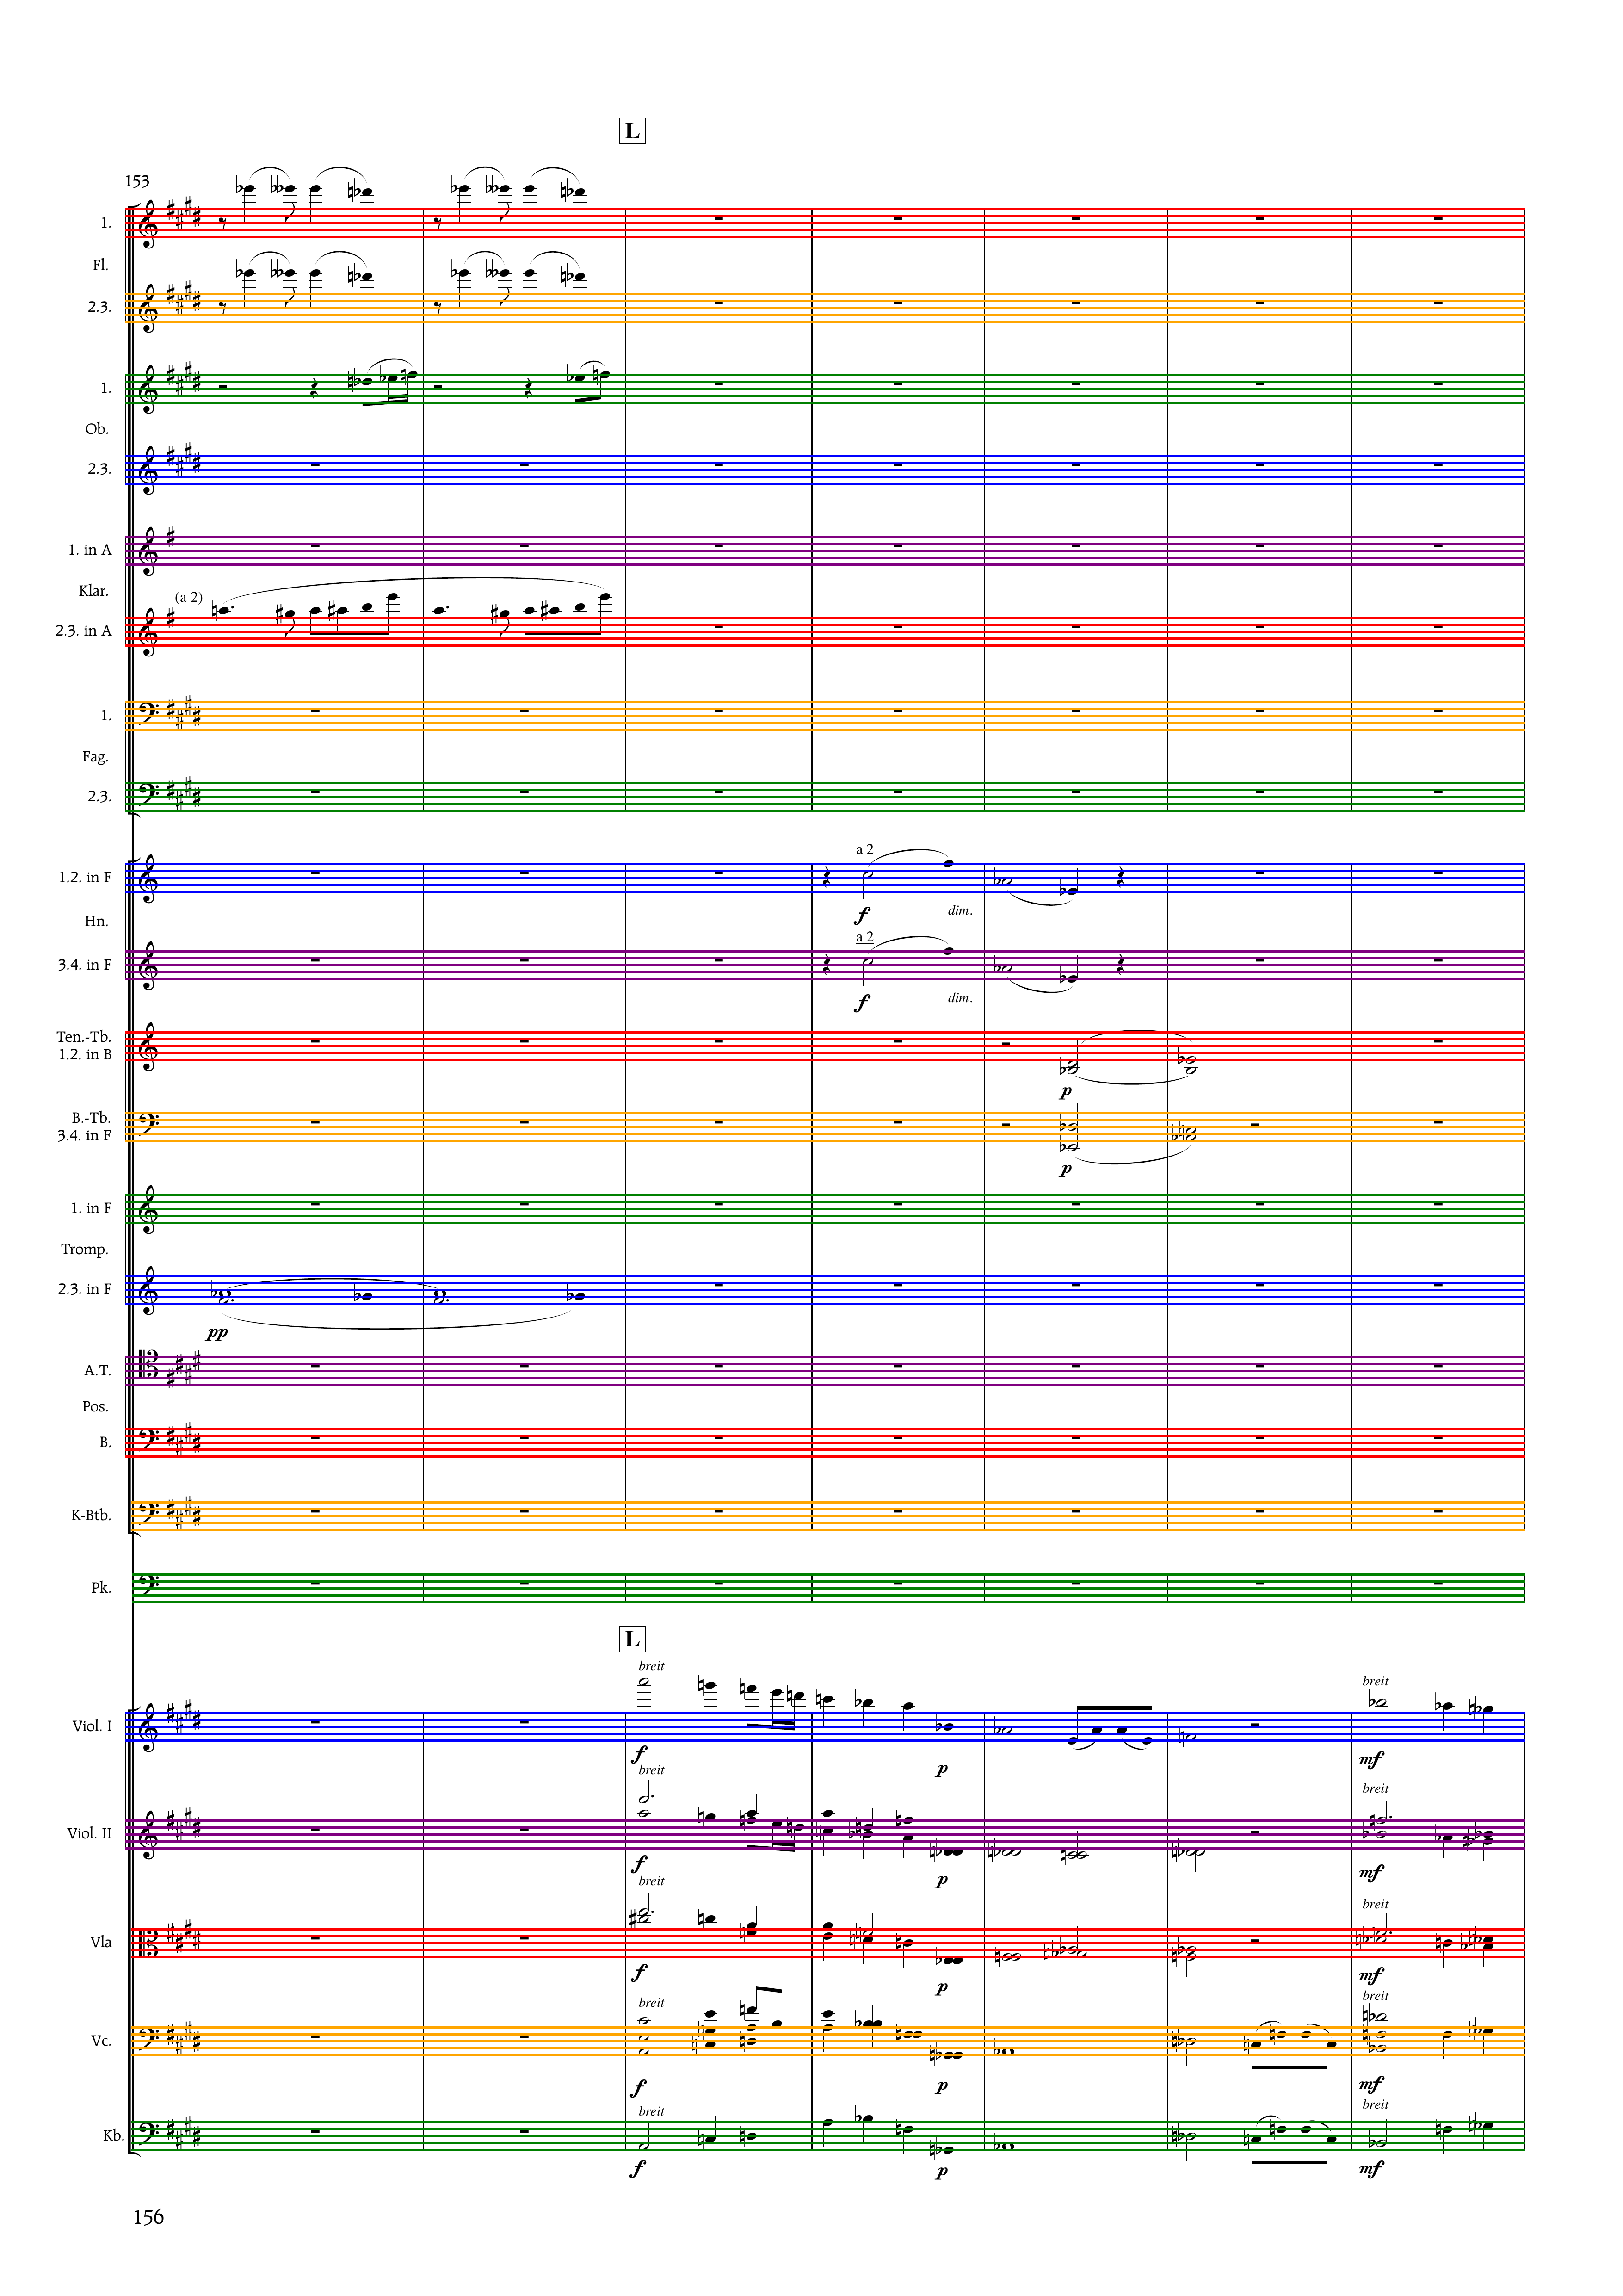 L
153
1.
Fl.
2.3.
1.
Ob.
2.3.
1. in A
Klar.
(a 2)
2.3. in A
1.
Fag.
2.3.
a 2
1.2. in F
f dim.
Hn.
a 2
3.4. in F
f dim.
Ten.-Tb.
1.2. in B
p
B.-Tb.
3.4. in F
p
1. in F
Tromp.
2.3. in F
pp
A.T.
Pos.
B.
K-Btb.
Pk.
L
breit breit
Viol. I
f p mf
breit breit
Viol. II
f p mf
breit breit
Vla
f p mf
breit breit
Vc.
f p mf
breit breit
Kb.
f p mf
156